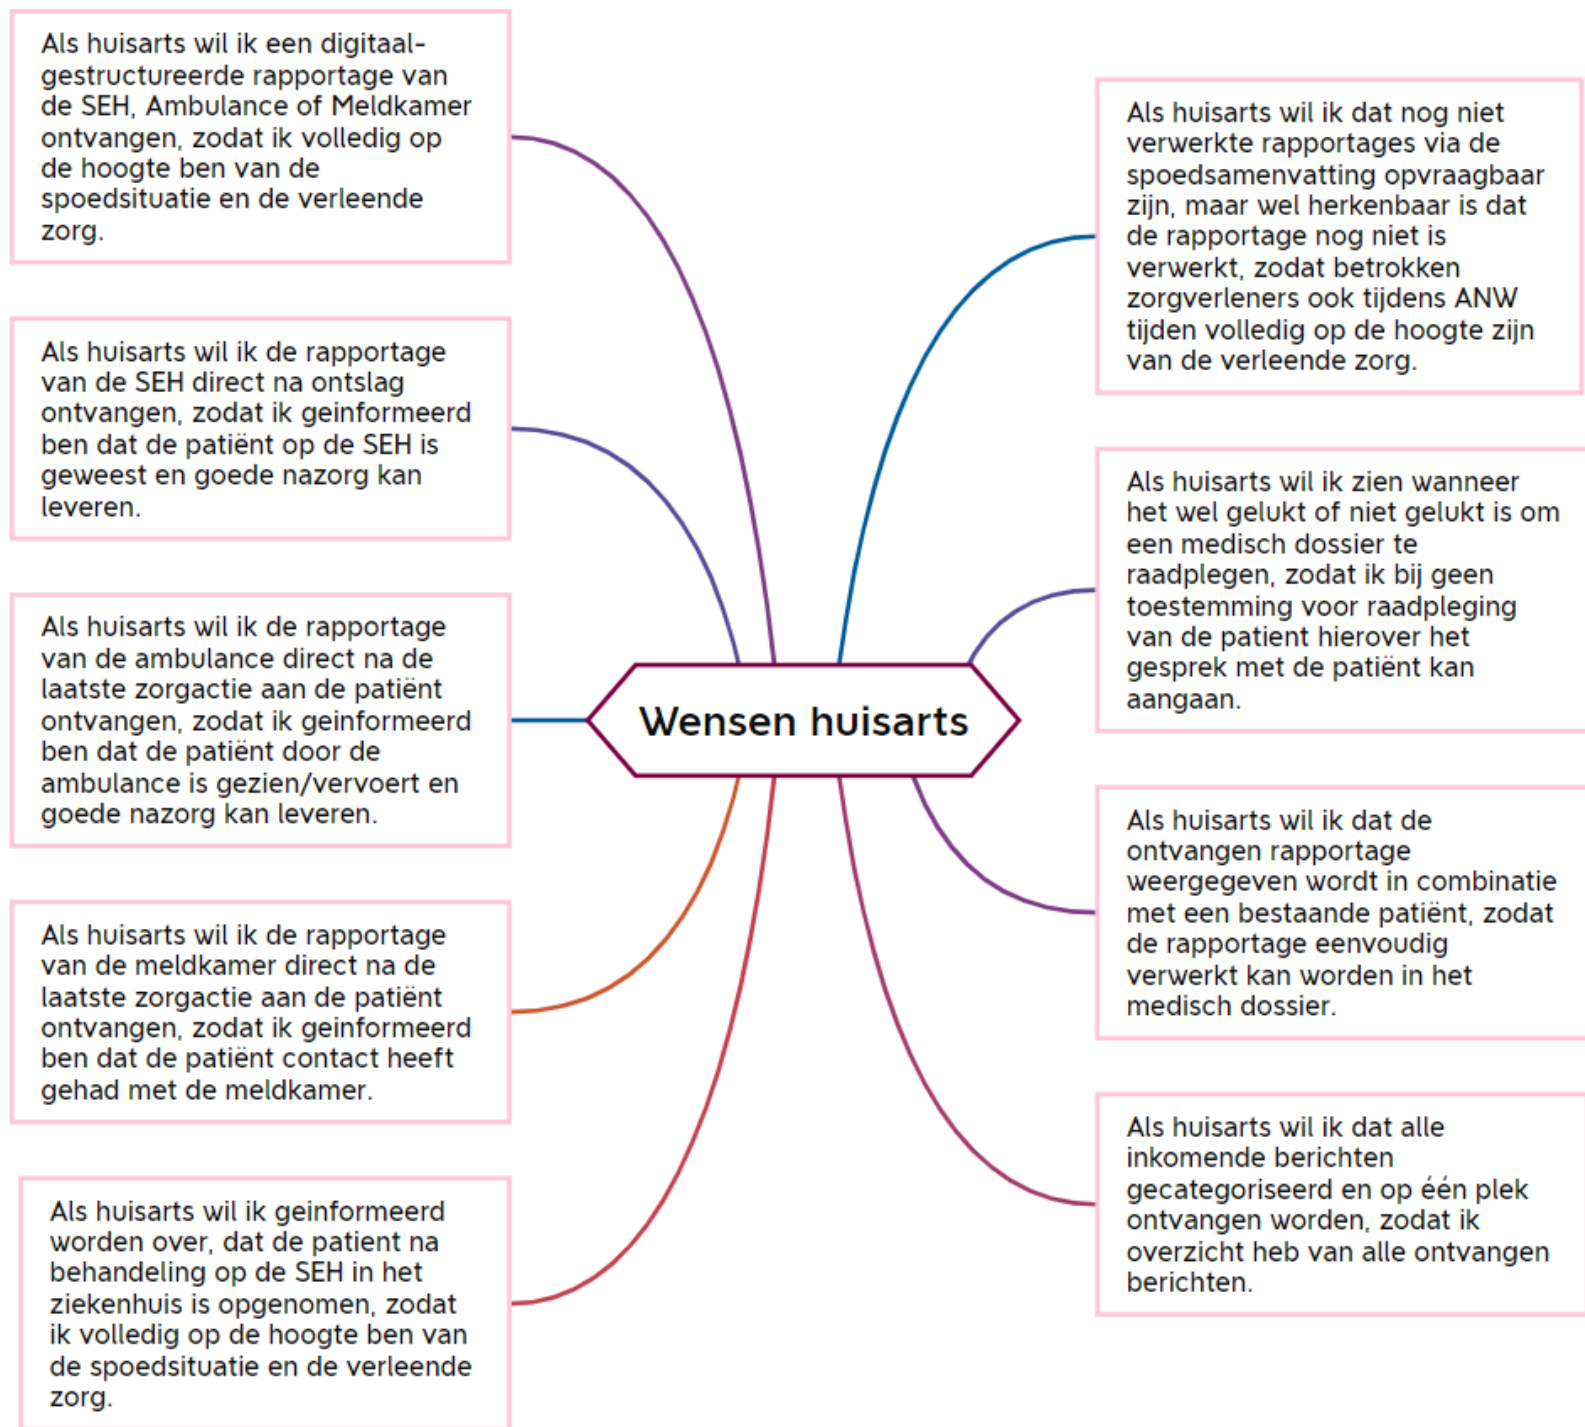 Als huisarts wil ik een digitaal-
gestructureerde rapportage van
de SEH, Ambulance of Meldkamer
ontvangen, zodat ik volledig op
de hoogte ben van de
spoedsituatie en de verleende
zorg.
Als huisarts wil ik de rapportage
van de SEH direct na ontslag
ontvangen, zodat ik geinformeerd
ben dat de patiënt op de SEH is
geweest en goede nazorg kan
leveren.
Als huisarts wil ik de rapportage
van de ambulance direct na de
laatste zorgactie aan de patiënt
ontvangen, zodat ik geinformeerd
ben dat de patiënt door de
ambulance is gezien/vervoert en
goede nazorg kan leveren.
Als huisarts wil ik de rapportage
van de meldkamer direct na de
laatste zorgactie aan de patiënt
ontvangen, zodat ik geinformeerd
ben dat de patiënt contact heeft
gehad met de meldkamer.
Als huisarts wil ik geinformeerd
worden over, dat de patient na
behandeling op de SEH in het
ziekenhuis is opgenomen, zodat
ik volledig op de hoogte ben van
de spoedsituatie en de verleende
zorg.
Wensen huisarts
Als huisarts wil ik dat nog niet
verwerkte rapportages via de
spoedsamenvatting opvraagbaar
zijn, maar wel herkenbaar is dat
de rapportage nog niet is
verwerkt, zodat betrokken
zorgverleners ook tijdens ANW
tijden volledig op de hoogte zijn
van de verleende zorg.
Als huisarts wil ik zien wanneer
het wel gelukt of niet gelukt is om
een medisch dossier te
raadplegen, zodat ik bij geen
toestemming voor raadpleging
van de patient hierover het
gesprek met de patiënt kan
aangaan.
Als huisarts wil ik dat de
ontvangen rapportage
weergegeven wordt in combinatie
met een bestaande patiënt, zodat
de rapportage eenvoudig
verwerkt kan worden in het
medisch dossier.
Als huisarts wil ik dat alle
inkomende berichten
gecategoriseerd en op één plek
ontvangen worden, zodat ik
overzicht heb van alle ontvangen
berichten.